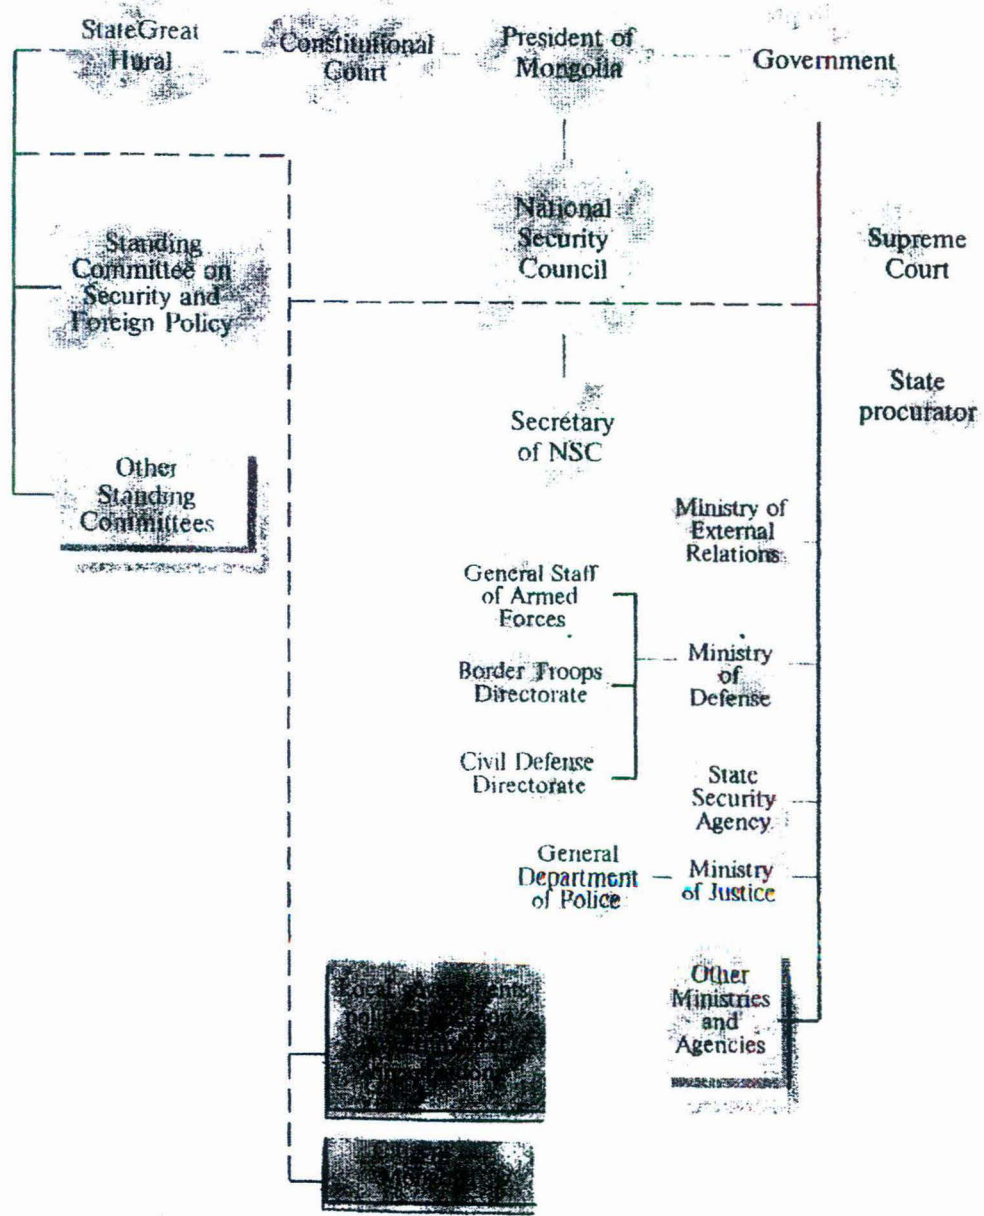 StateGreat
Hural
Constitutional
Court
President of
Mongolia
Government
National
Security
Council
Standing
Committee on
Security and
Foreign Policy
Supreme
Court
State
procurator
Secretary
of NSC
Other
Standing
Committees
Ministry of
External
Relations
General Staff
of Armed
Forces
Border Troops
Directorate
Civil Defense
Directorate
Ministry
of
Defense
State
Security
Agency
General
Department
of Police
Ministry
of Justice
Local
Other
Ministries
and
Agencies